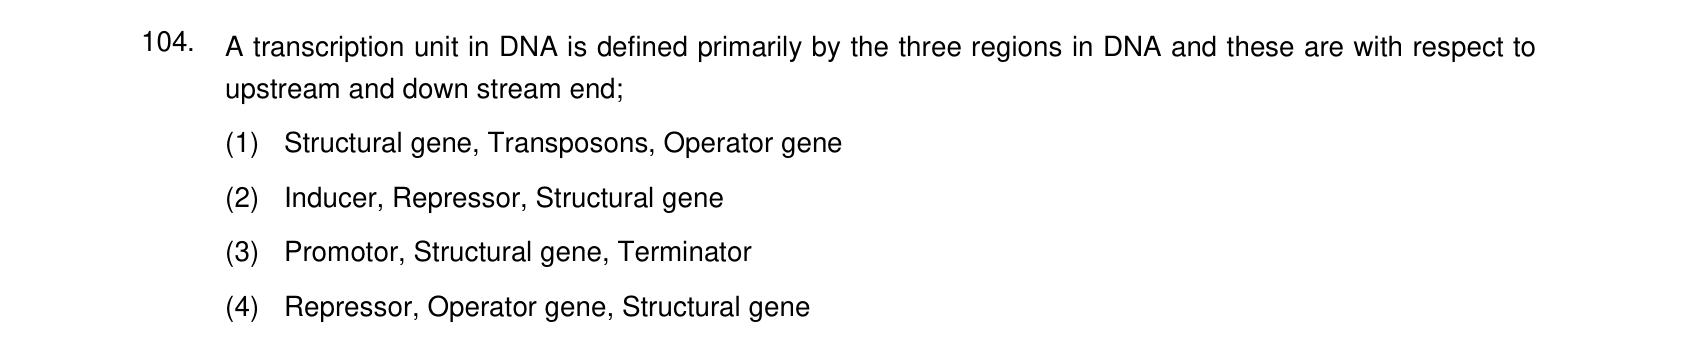 104. A transcription unit in DNA is defined primarily by the three regions in DNA and these are with respect to
upstream and down stream end;
(1) Structural gene, Transposons, Operator gene
(2) Inducer, Repressor, Structural gene
(3) Promotor, Structural gene, Terminator
(4) Repressor, Operator gene, Structural gene